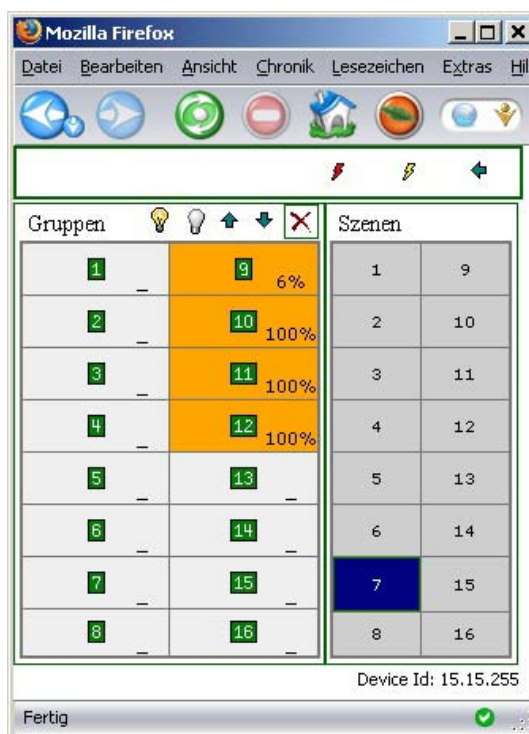 Mozilla Firefox
Datei Bearbeiten Ansicht Chronik Lesezeichen Extras Hil
Gruppen
Szenen
1 _ 9 6% 1 9
2 _ 10 100% 2 10
3 _ 11 100% 3 11
4 _ 12 100% 4 12
5 _ 13 _ 5 13
6 _ 14 _ 6 14
7 _ 15 _ 7 15
8 _ 16 _ 8 16
Device Id: 15.15.255
Fertig